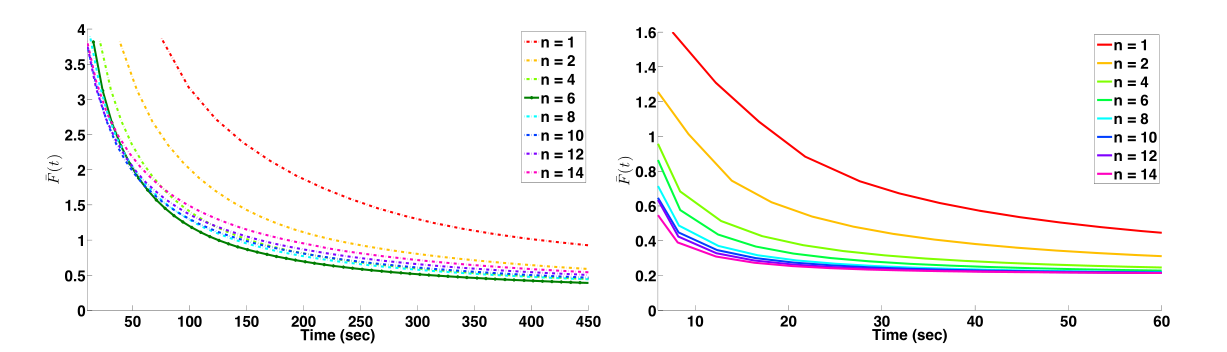 4
3.5
3
2.5
2
1.5
1
0.5
0
F̄(t)
50 100 150 200 250 300 350 400 450
Time (sec)
n = 1
n = 2
n = 4
n = 6
n = 8
n = 10
n = 12
n = 14
1.6
1.4
1.2
1
0.8
0.6
0.4
0.2
0
F̄(t)
10 20 30 40 50 60
Time (sec)
n = 1
n = 2
n = 4
n = 6
n = 8
n = 10
n = 12
n = 14